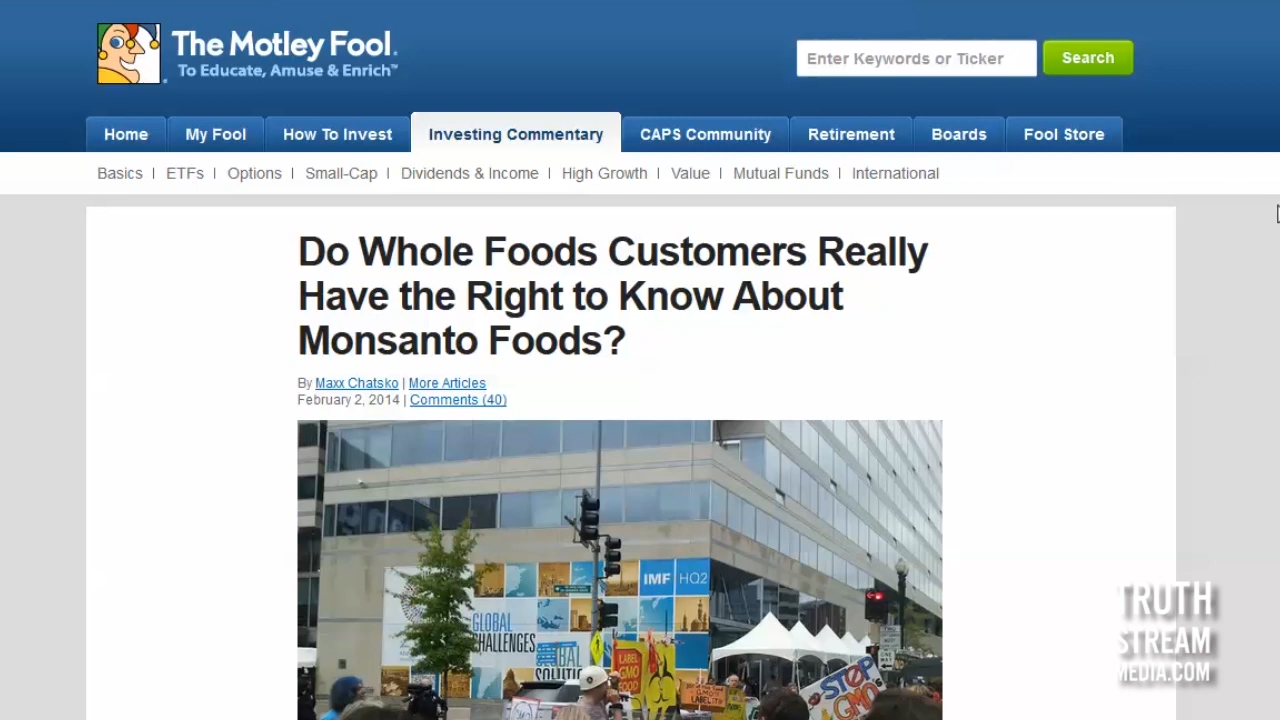 The Motley Fool.
To Educate, Amuse & Enrich™
Enter Keywords or Ticker
Search
Home
My Fool
How To Invest
Investing Commentary
CAPS Community
Retirement
Boards
Fool Store
Basics | ETFs | Options | Small-Cap | Dividends & Income | High Growth | Value | Mutual Funds | International
Do Whole Foods Customers Really
Have the Right to Know About
Monsanto Foods?
By Maxx Chatsko | More Articles
February 2, 2014 | Comments (40)
IMF HQ2
GLOBAL
CHALLENGES
LABEL
GMO
FOOD
LABEL IT!
STOP
GMO
TRUTH
STREAM
MEDIA.COM